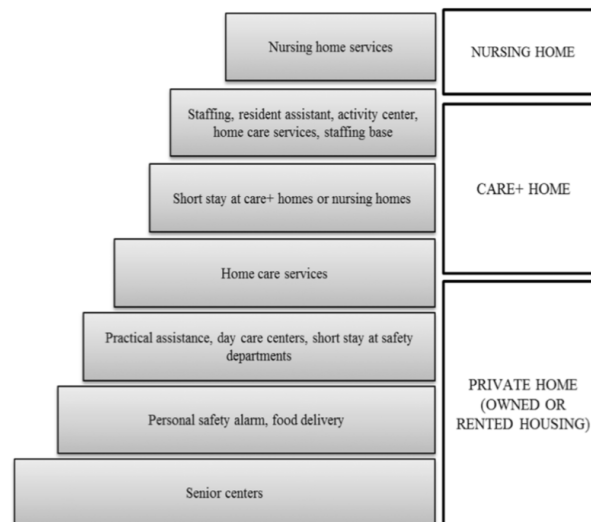 Nursing home services
NURSING HOME
Staffing, resident assistant, activity center,
home care services, staffing base
Short stay at care+ homes or nursing homes
CARE+ HOME
Home care services
Practical assistance, day care centers, short stay at safety
departments
Personal safety alarm, food delivery
Senior centers
PRIVATE HOME
(OWNED OR
RENTED HOUSING)